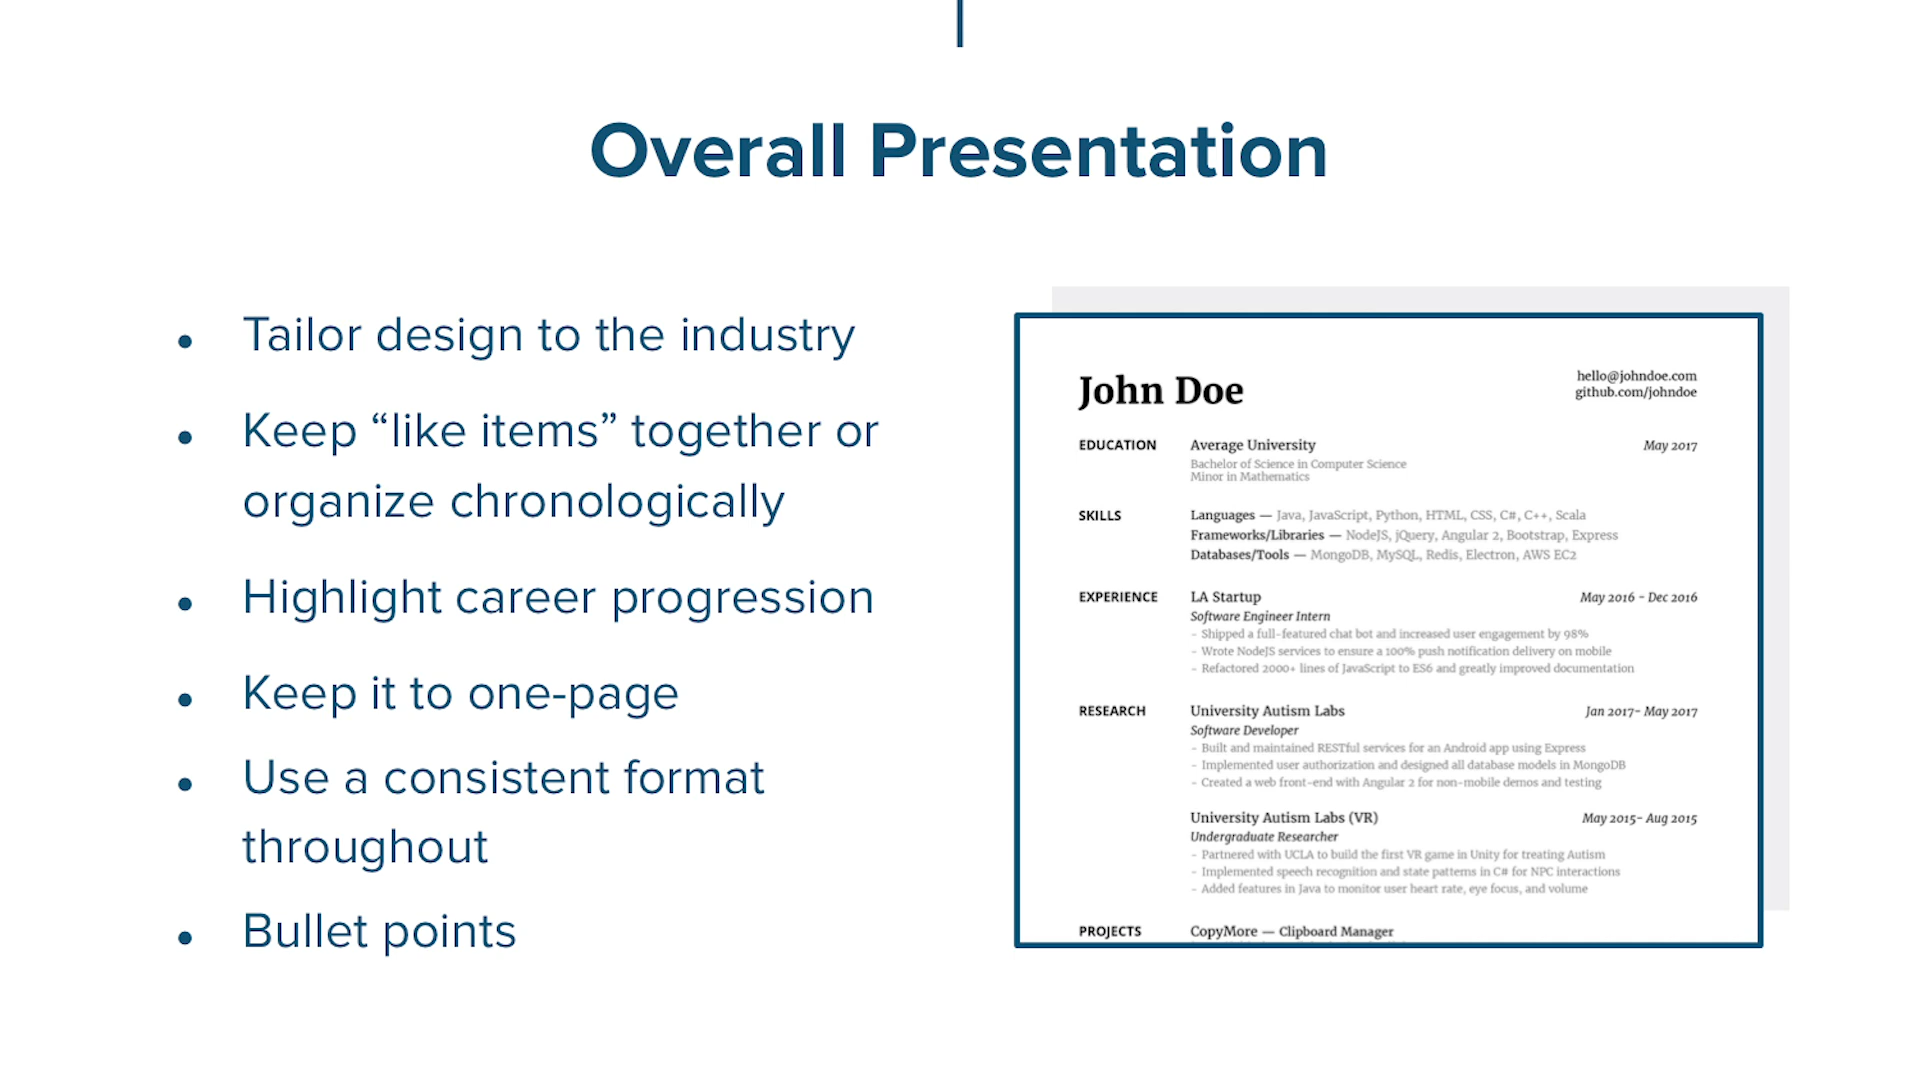 Overall Presentation
• Tailor design to the industry
• Keep “like items” together or
organize chronologically
• Highlight career progression
• Keep it to one-page
• Use a consistent format
throughout
• Bullet points
John Doe
hello@johndoe.com
github.com/johndoe
EDUCATION Average University May 2017
Bachelor of Science in Computer Science
Minor in Mathematics
SKILLS Languages — Java, JavaScript, Python, HTML, CSS, C#, C++, Scala
Frameworks/Libraries — NodeJS, jQuery, Angular 2, Bootstrap, Express
Databases/Tools — MongoDB, MySQL, Redis, Electron, AWS EC2
EXPERIENCE LA Startup May 2016 - Dec 2016
Software Engineer Intern
- Shipped a full-featured chat bot and increased user engagement by 98%
- Wrote NodeJS services to ensure a 100% push notification delivery on mobile
- Refactored 2000+ lines of JavaScript to ES6 and greatly improved documentation
RESEARCH University Autism Labs Jan 2017- May 2017
Software Developer
- Built and maintained RESTful services for an Android app using Express
- Implemented user authorization and designed all database models in MongoDB
- Created a web front-end with Angular 2 for non-mobile demos and testing
University Autism Labs (VR) May 2015- Aug 2015
Undergraduate Researcher
- Partnered with UCLA to build the first VR game in Unity for treating Autism
- Implemented speech recognition and state patterns in C# for NPC interactions
- Added features in Java to monitor user heart rate, eye focus, and volume
PROJECTS CopyMore — Clipboard Manager